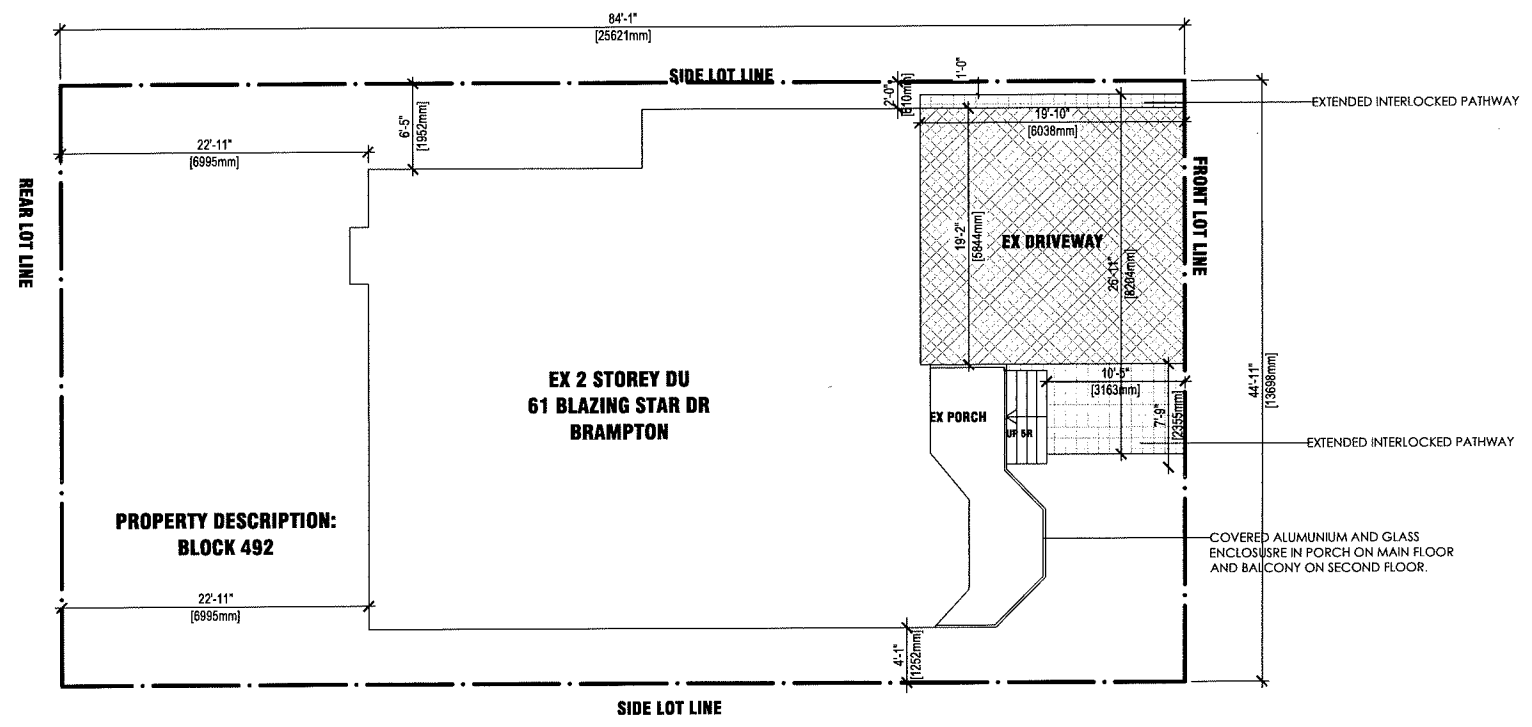 84'-1"
[25621mm]
SIDE LOT LINE
1'-0"
2'-0"
[610mm]
EXTENDED INTERLOCKED PATHWAY
6'-5"
[1952mm]
19'-10"
[6038mm]
22'-11"
[6995mm]
REAR LOT LINE
FRONT LOT LINE
19'-2"
[5844mm]
EX DRIVEWAY
26'-11"
[8204mm]
44'-11"
[13698mm]
EX 2 STOREY DU
61 BLAZING STAR DR
BRAMPTON
10'-5"
[3163mm]
7'-9"
[2355mm]
EX PORCH
UP 5R
EXTENDED INTERLOCKED PATHWAY
PROPERTY DESCRIPTION:
BLOCK 492
COVERED ALUMUNIUM AND GLASS
ENCLOSUSRE IN PORCH ON MAIN FLOOR
AND BALCONY ON SECOND FLOOR.
22'-11"
[6995mm]
4'-1"
[1252mm]
SIDE LOT LINE